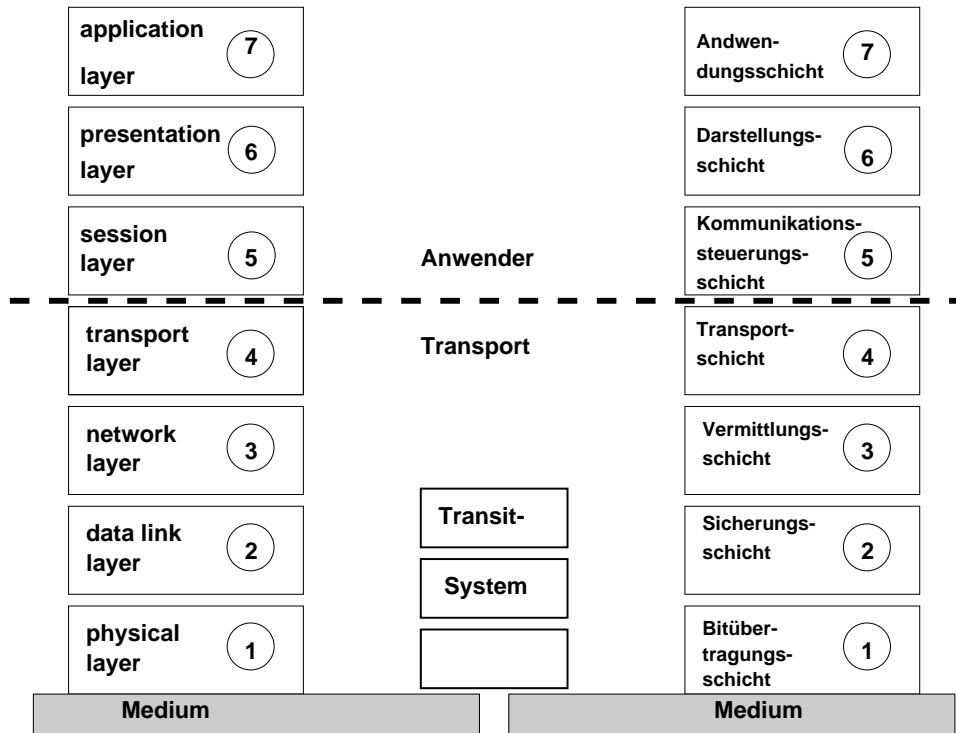 application
layer
7
presentation
layer
6
session
layer
5
transport
layer
4
network
layer
3
data link
layer
2
physical
layer
1
Medium
Anwender
Transport
Transit-
System
Andwen-
dungsschicht
7
Darstellungs-
schicht
6
Kommunikations-
steuerungs-
schicht
5
Transport-
schicht
4
Vermittlungs-
schicht
3
Sicherungs-
schicht
2
Bitüber-
tragungs-
schicht
1
Medium